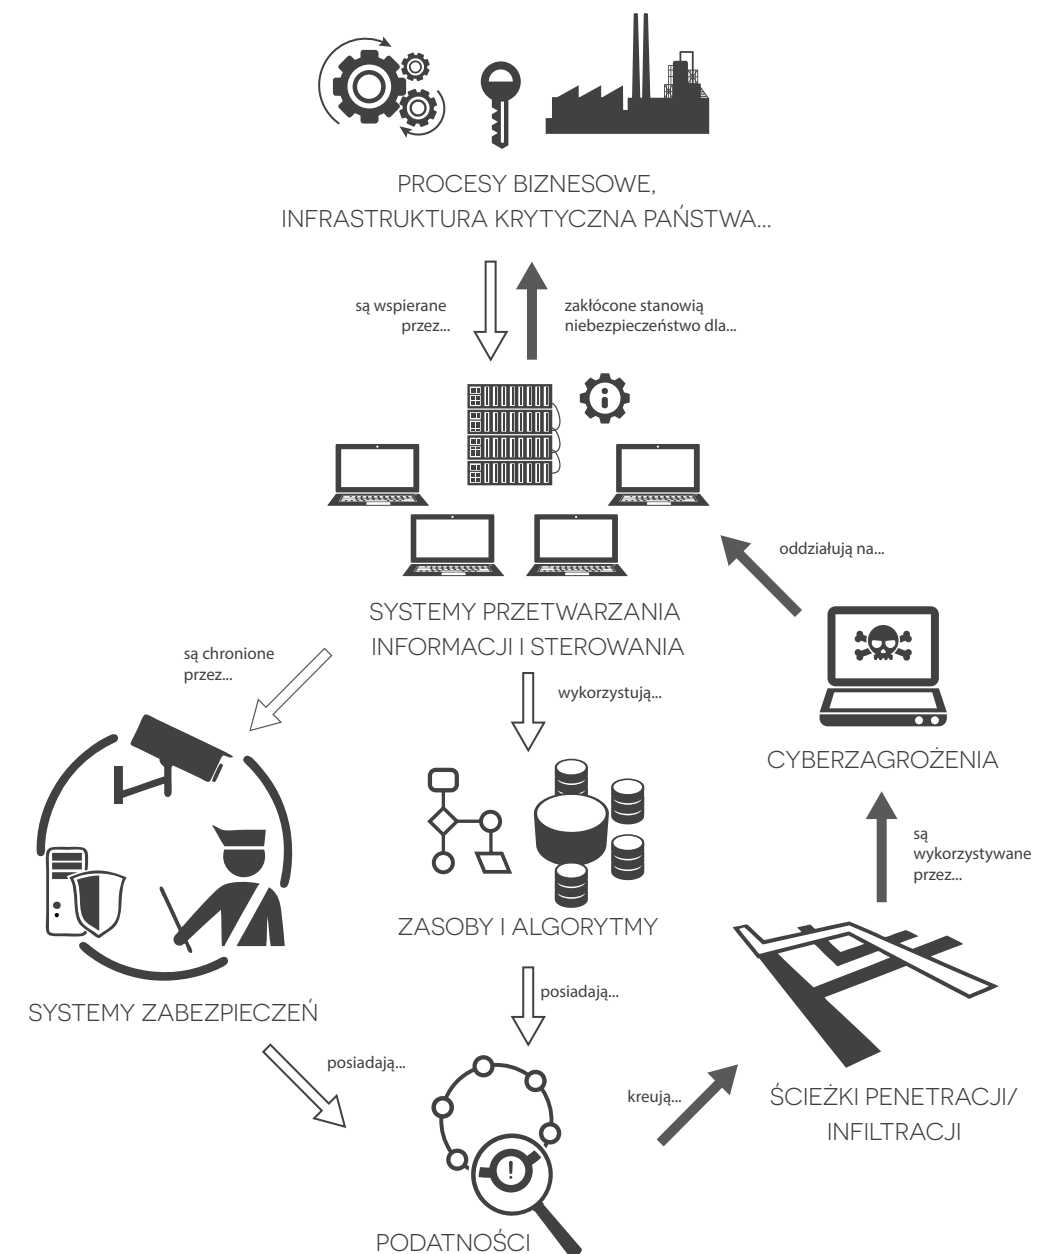 PROCESY BIZNESOWE,
INFRASTRUKTURA KRYTYCZNA PAŃSTWA...
są wspierane
przez...
zakłócone stanowią
niebezpieczeństwo dla...
oddziałują na...
SYSTEMY PRZETWARZANIA
INFORMACJI I STEROWANIA
są chronione
przez...
wykorzystują...
CYBERZAGROŻENIA
są
wykorzystywane
przez...
ZASOBY I ALGORYTMY
SYSTEMY ZABEZPIECZEŃ
posiadają...
posiadają...
kreują...
ŚCIEŻKI PENETRACJI/
INFILTRACJI
!
PODATNOŚCI